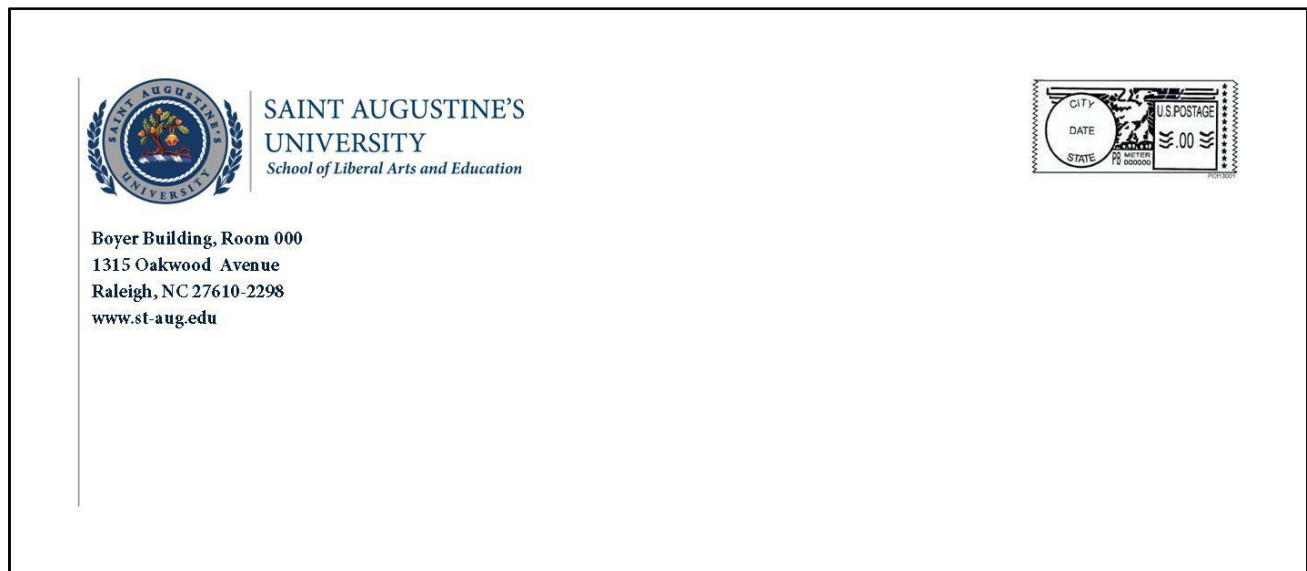 SAINT AUGUSTINE'S
UNIVERSITY
SAINT AUGUSTINE'S
UNIVERSITY
School of Liberal Arts and Education
Boyer Building, Room 000
1315 Oakwood Avenue
Raleigh, NC 27610-2298
www.st-aug.edu
CITY
DATE
STATE
U.S.POSTAGE
.00
PB METER
000000
PCH13001